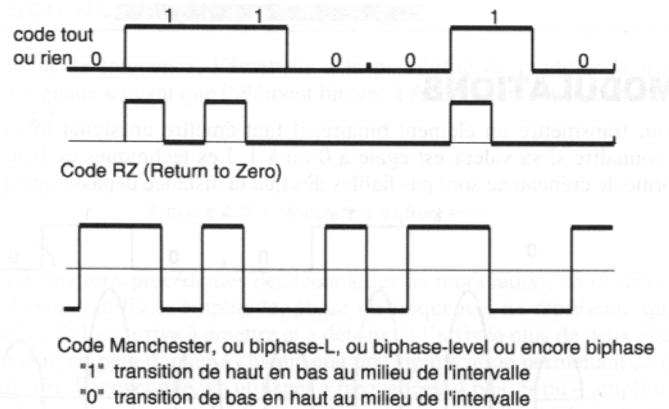 1 1 1
code tout
ou rien 0 0 0 0
Code RZ (Return to Zero)
Code Manchester, ou biphase-L, ou biphase-level ou encore biphase
"1" transition de haut en bas au milieu de l'intervalle
"0" transition de bas en haut au milieu de l'intervalle